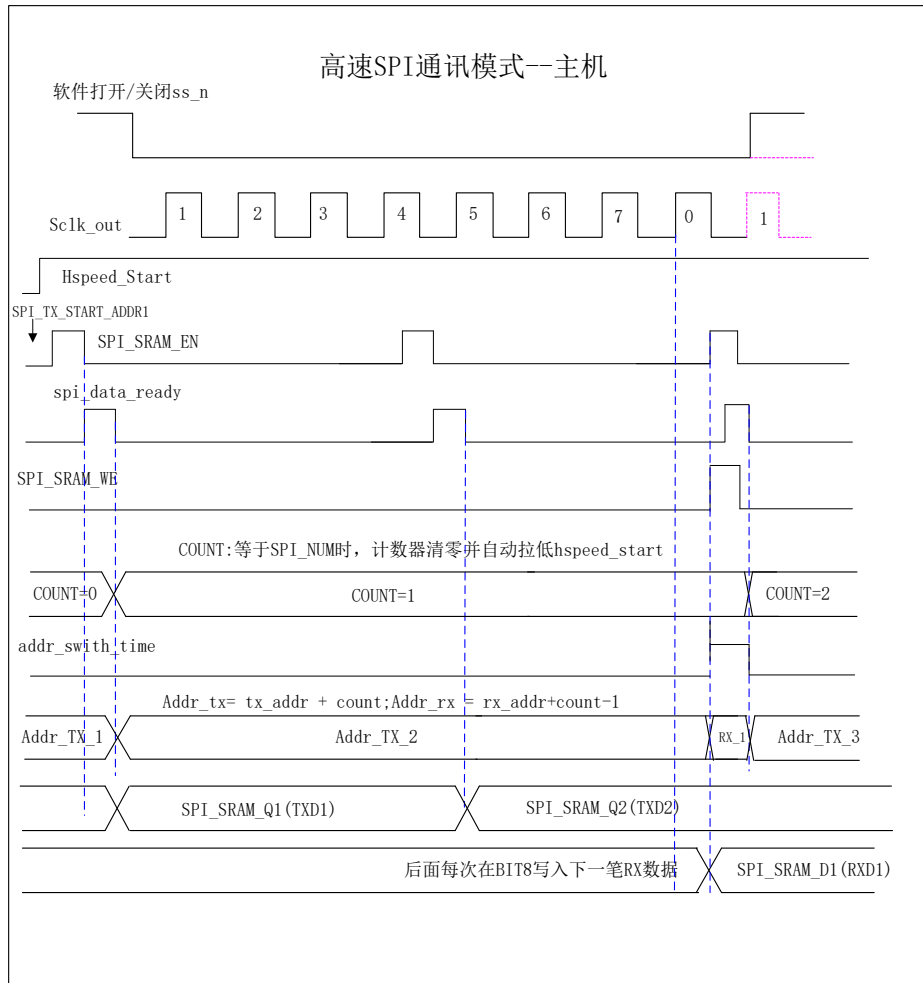 高速SPI通讯模式--主机
软件打开/关闭ss_n
Sclk_out
1 2 3 4 5 6 7 0 1
Hspeed_Start
SPI_TX_START_ADDR1
SPI_SRAM_EN
spi_data_ready
SPI_SRAM_WE
COUNT:等于SPI_NUM时，计数器清零并自动拉低hspeed_start
COUNT=0 COUNT=1 COUNT=2
addr_swith_time
Addr_tx= tx_addr + count;Addr_rx = rx_addr+count-1
Addr_TX_1 Addr_TX_2 RX_1 Addr_TX_3
SPI_SRAM_Q1(TXD1) SPI_SRAM_Q2(TXD2)
后面每次在BIT8写入下一笔RX数据 SPI_SRAM_D1(RXD1)